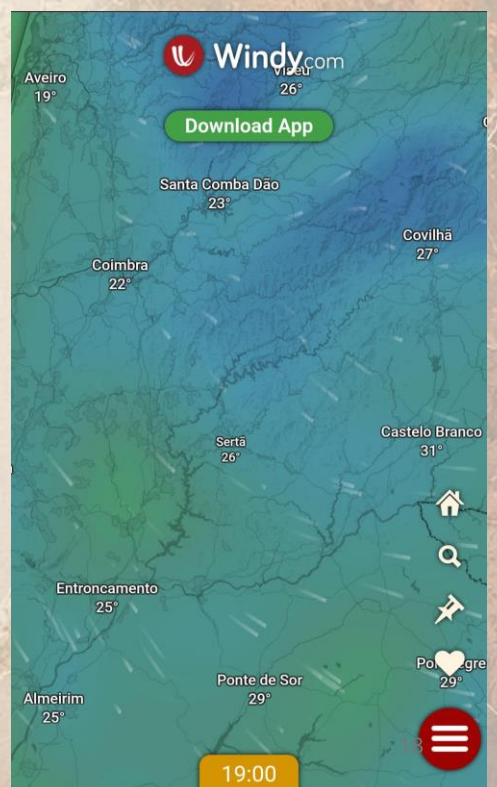 Windy.com
Aveiro
19°
Viseu
26°
Download App
Santa Comba Dão
23°
Covilhã
27°
Coimbra
22°
Castelo Branco
31°
Sertã
26°
Entroncamento
25°
Ponte de Sor
29°
29°
Almeirim
25°
19:00